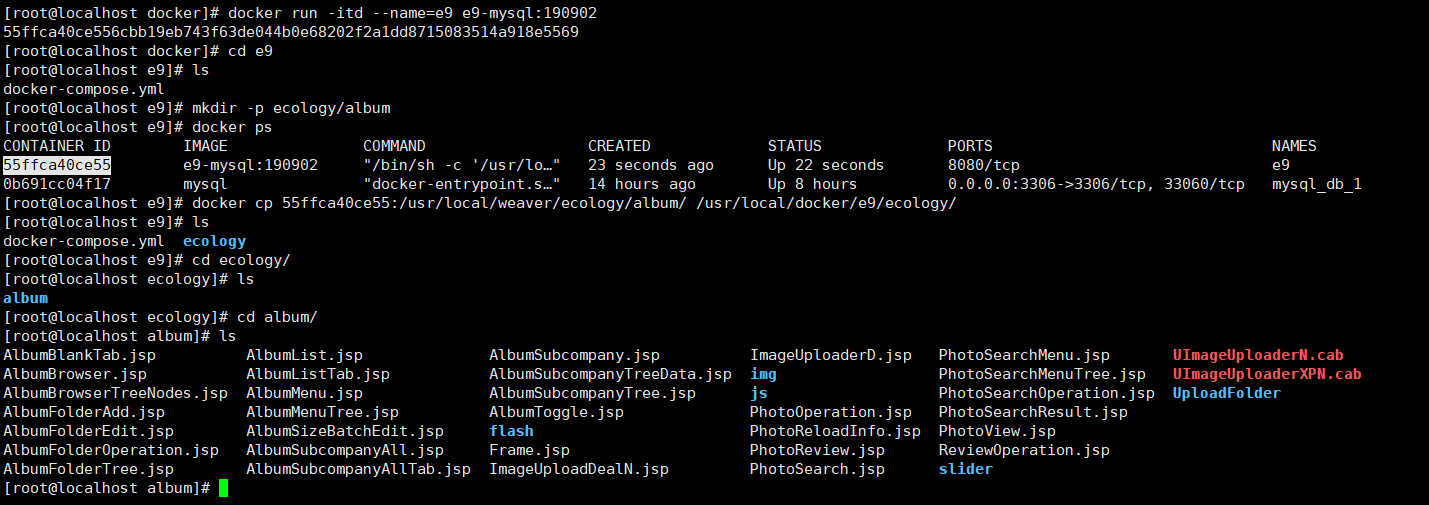 [root@localhost docker]# docker run -itd --name=e9 e9-mysql:190902
55ffca40ce556cbb19eb743f63de044b0e68202f2a1dd8715083514a918e5569
[root@localhost docker]# cd e9
[root@localhost e9]# ls
docker-compose.yml
[root@localhost e9]# mkdir -p ecology/album
[root@localhost e9]# docker ps
CONTAINER ID        IMAGE               COMMAND                  CREATED             STATUS              PORTS                               NAMES
55ffca40ce55        e9-mysql:190902     "/bin/sh -c '/usr/lo…"   23 seconds ago      Up 22 seconds       8080/tcp                            e9
0b691cc04f17        mysql               "docker-entrypoint.s…"   14 hours ago        Up 8 hours          0.0.0.0:3306->3306/tcp, 33060/tcp   mysql_db_1
[root@localhost e9]# docker cp 55ffca40ce55:/usr/local/weaver/ecology/album/ /usr/local/docker/e9/ecology/
[root@localhost e9]# ls
docker-compose.yml  ecology
[root@localhost e9]# cd ecology/
[root@localhost ecology]# ls
album
[root@localhost ecology]# cd album/
[root@localhost album]# ls
AlbumBlankTab.jsp          AlbumList.jsp              AlbumSubcompany.jsp          ImageUploaderD.jsp  PhotoSearchMenu.jsp       UImageUploaderN.cab
AlbumBrowser.jsp           AlbumListTab.jsp           AlbumSubcompanyTreeData.jsp  img                 PhotoSearchMenuTree.jsp   UImageUploaderXPN.cab
AlbumBrowserTreeNodes.jsp  AlbumMenu.jsp              AlbumSubcompanyTree.jsp      js                  PhotoSearchOperation.jsp  UploadFolder
AlbumFolderAdd.jsp         AlbumMenuTree.jsp          AlbumToggle.jsp              PhotoOperation.jsp  PhotoSearchResult.jsp
AlbumFolderEdit.jsp        AlbumSizeBatchEdit.jsp     flash                        PhotoReloadInfo.jsp  PhotoView.jsp
AlbumFolderOperation.jsp   AlbumSubcompanyAll.jsp     Frame.jsp                    PhotoReview.jsp     ReviewOperation.jsp
AlbumFolderTree.jsp        AlbumSubcompanyAllTab.jsp  ImageUploadDealN.jsp         PhotoSearch.jsp     slider
[root@localhost album]#